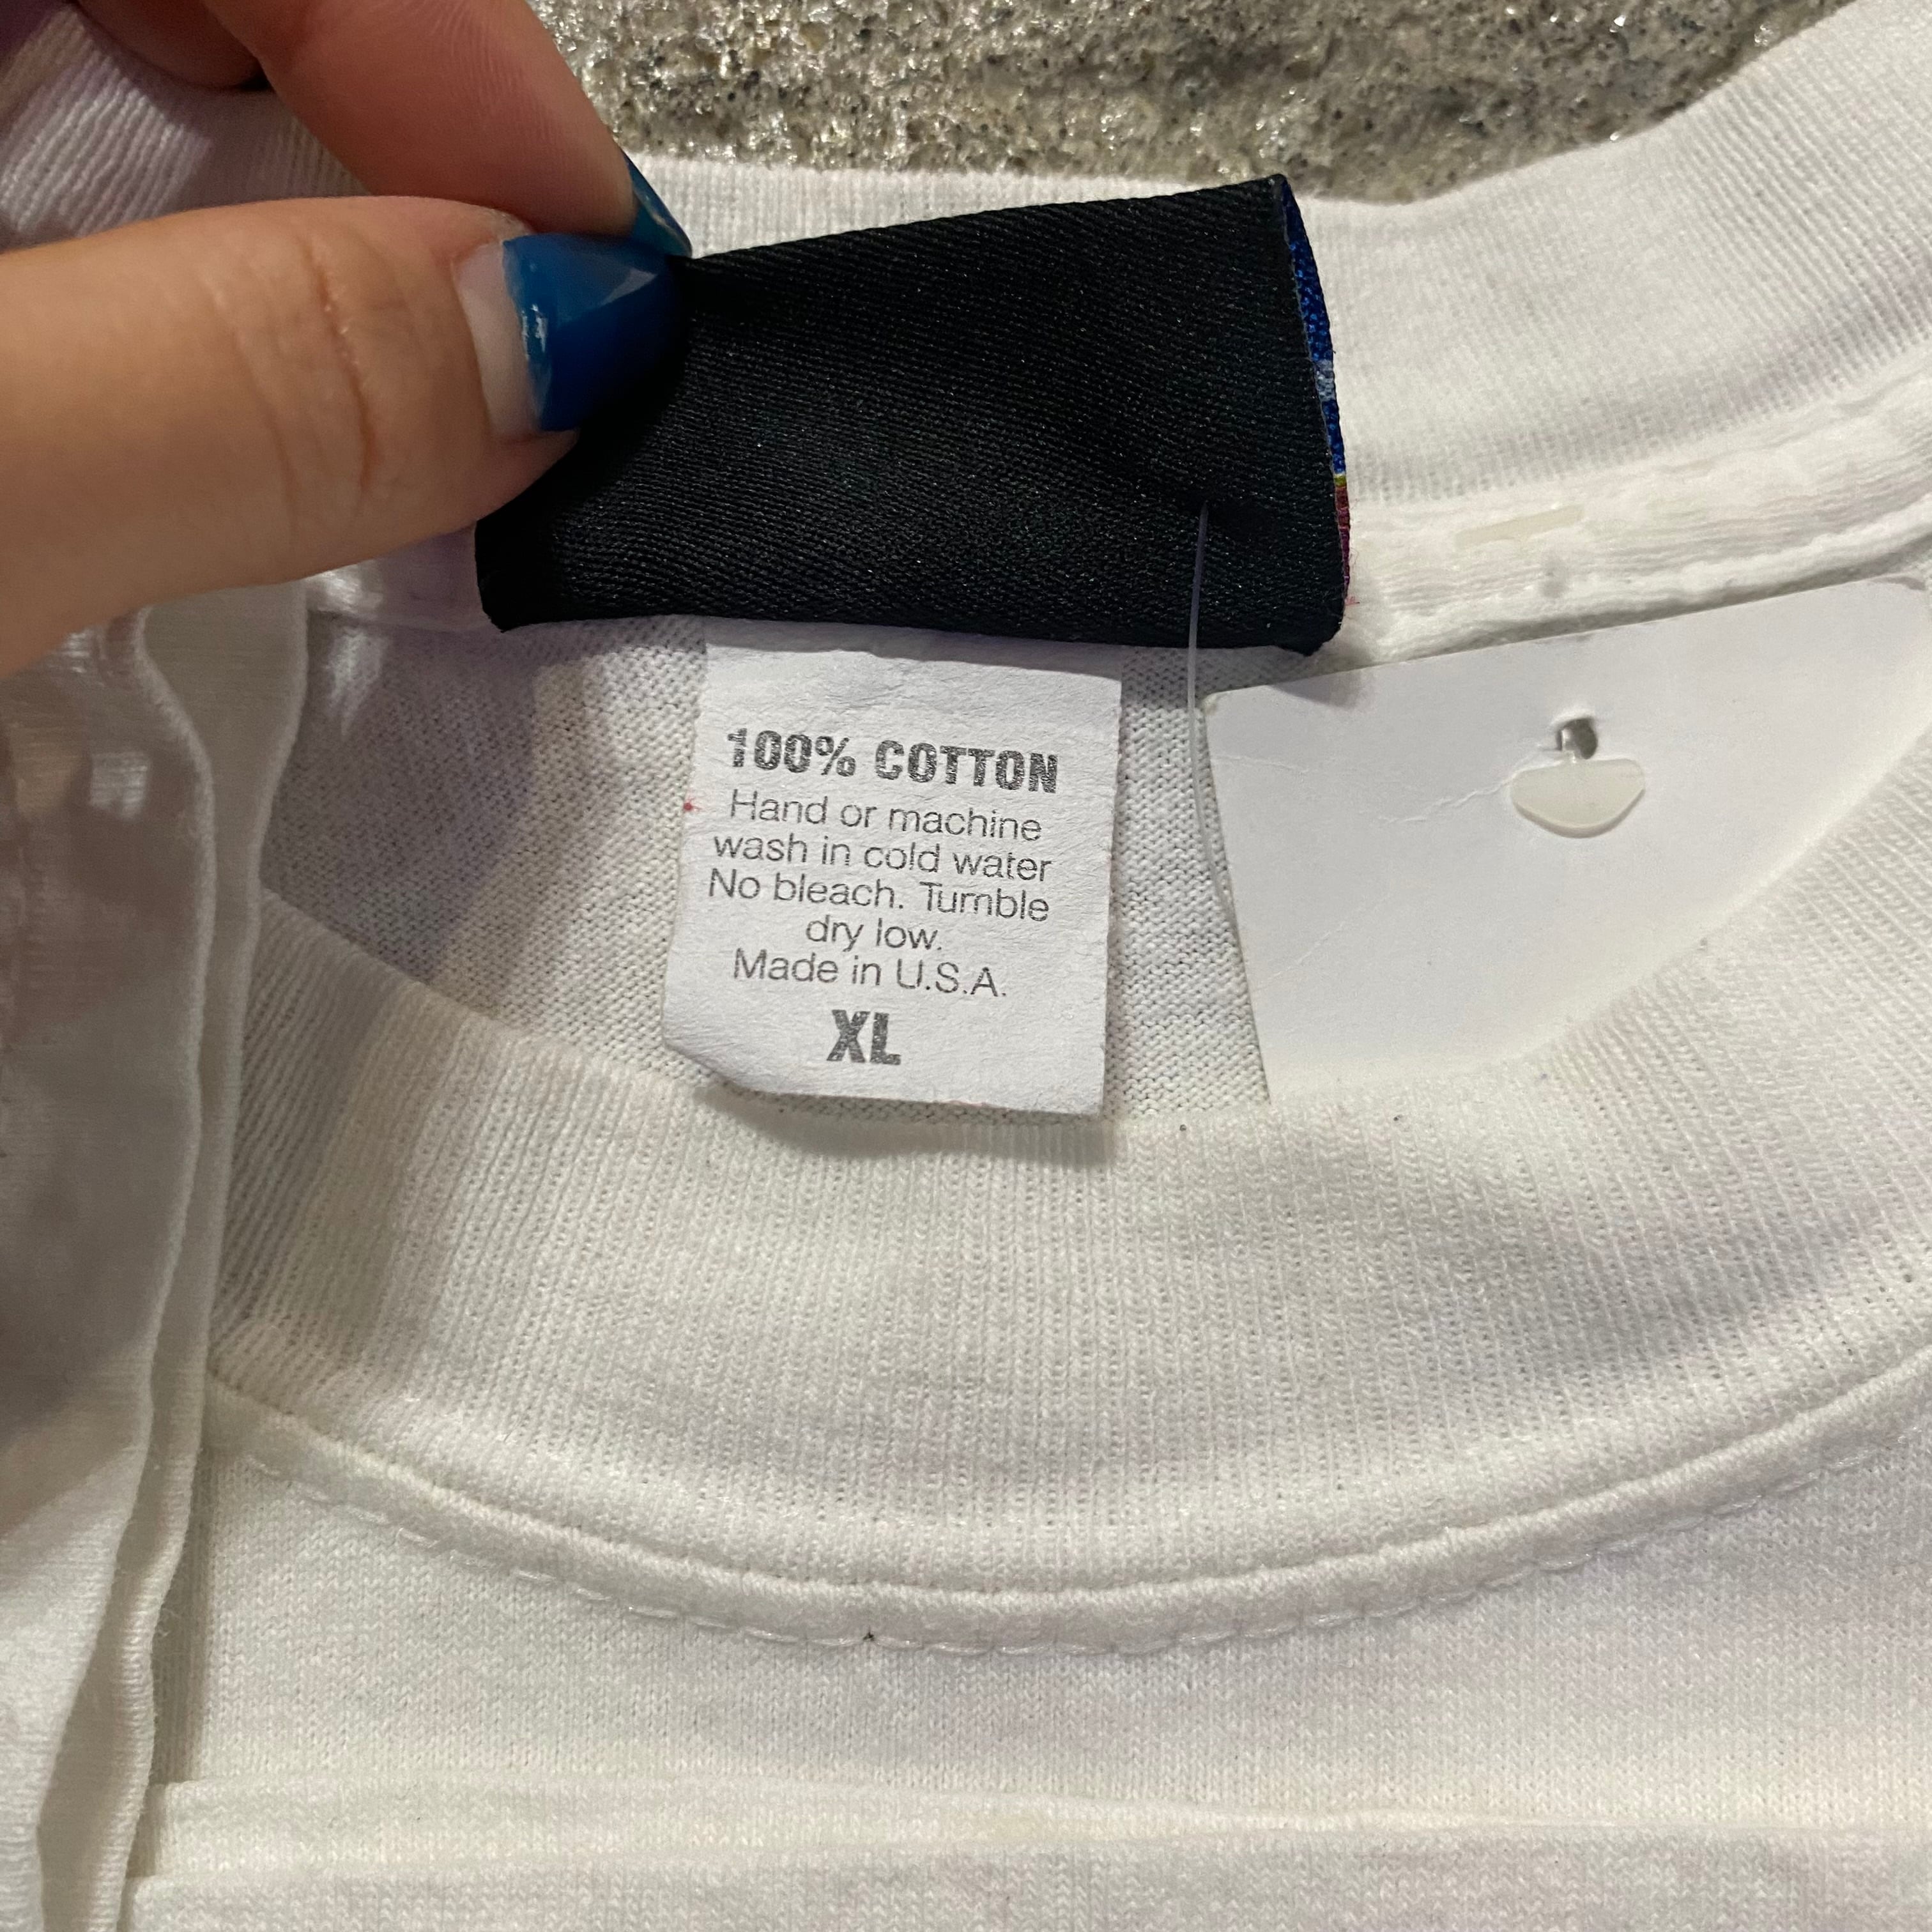 100% COTTON
Hand or machine
wash in cold water
No bleach. Tumble
dry low.
Made in U.S.A.
XL